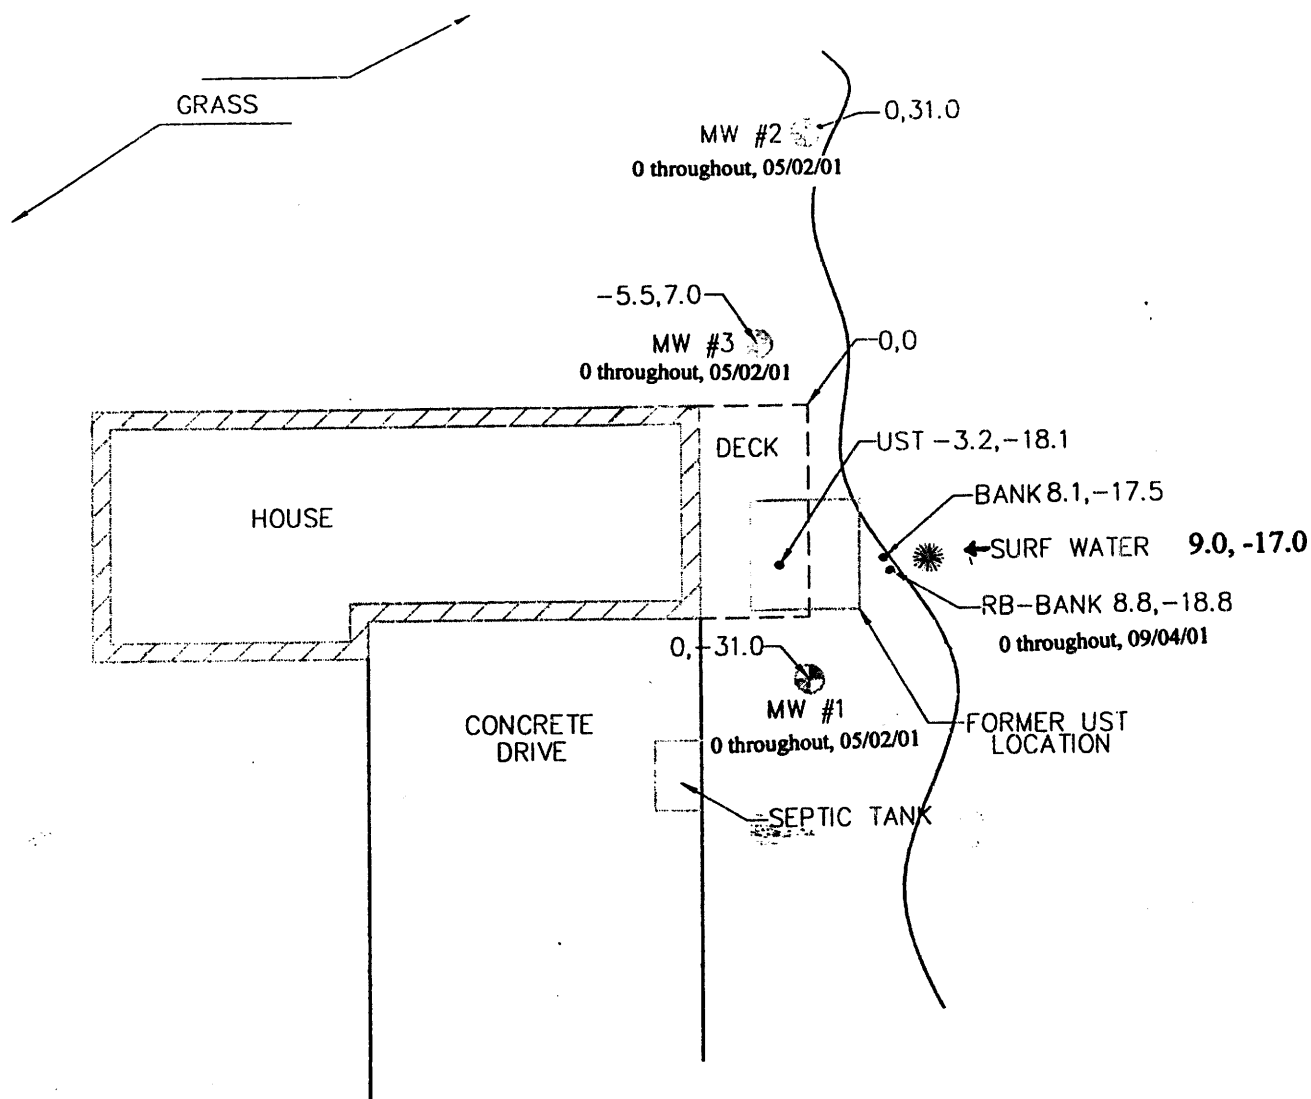 GRASS
0,31.0
MW #2
0 throughout, 05/02/01
-5.5,7.0
MW #3
0 throughout, 05/02/01
0,0
DECK
UST -3.2,-18.1
HOUSE
BANK 8.1,-17.5
SURF WATER 9.0, -17.0
RB-BANK 8.8,-18.8
0 throughout, 09/04/01
0,-31.0
MW #1
0 throughout, 05/02/01
CONCRETE
DRIVE
FORMER UST
LOCATION
SEPTIC TANK